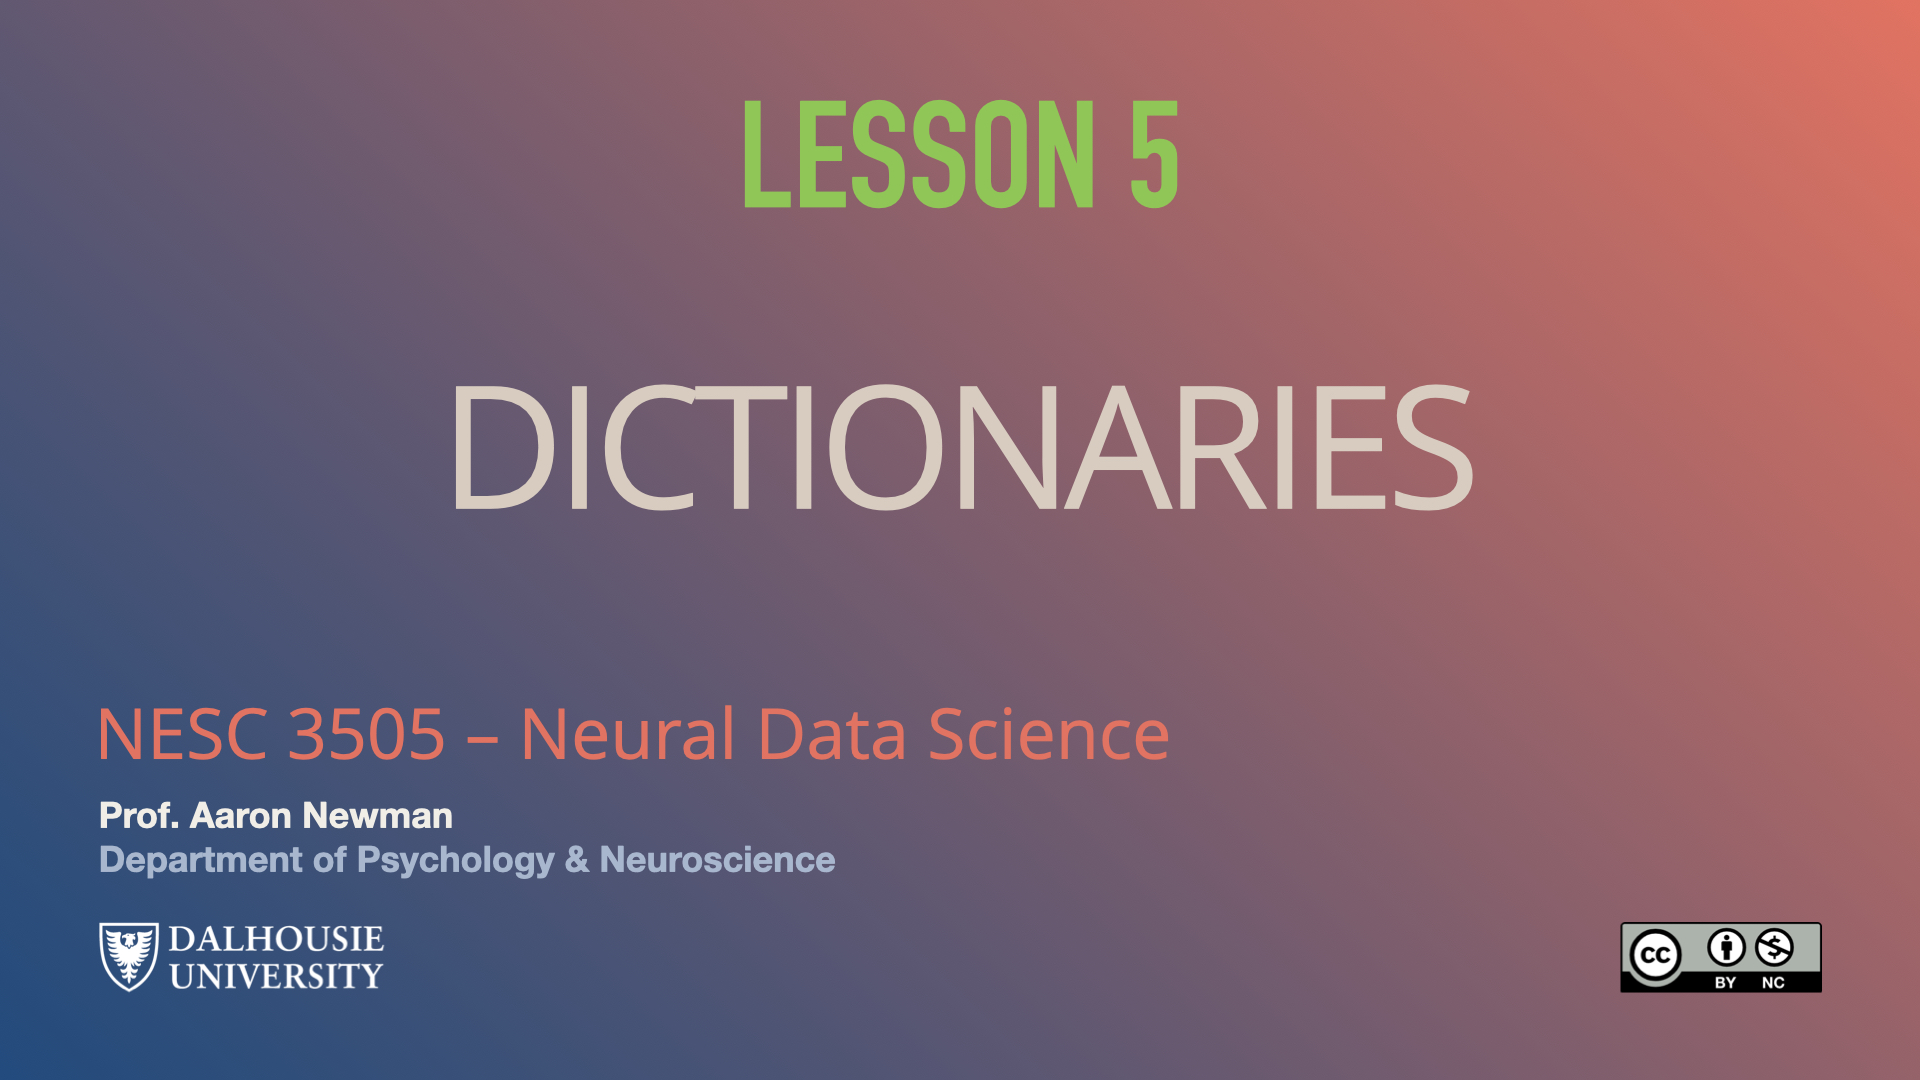 LESSON 5
DICTIONARIES
NESC 3505 – Neural Data Science
Prof. Aaron Newman
Department of Psychology & Neuroscience
DALHOUSIE
UNIVERSITY
CC
BY NC